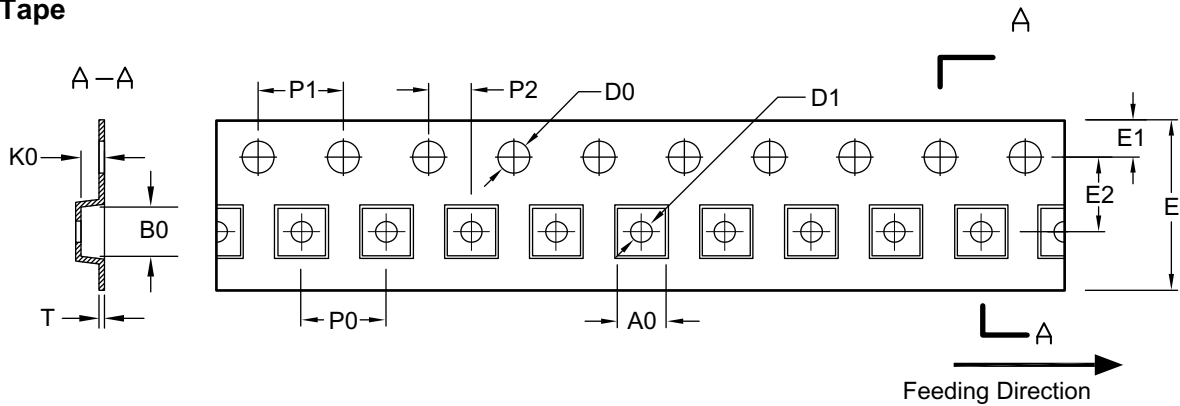 Tape
A
A-A
P1
P2
D0
D1
K0
E1
E2
E
B0
T
P0
A0
A
Feeding Direction